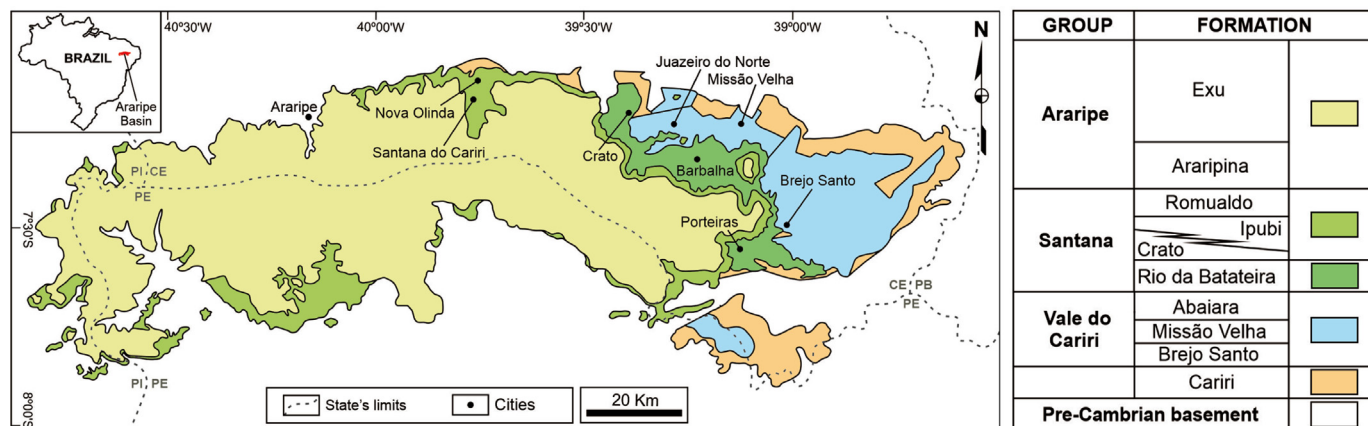 BRAZIL
Araripe
Basin
40°30'S
40°00'S
39°30'S
39°00'S
N
7°30'S
8°00'S
Juazeiro do Norte
Missão Velha
Nova Olinda
Araripe
Santana do Cariri
Crato
Barbalha
Brejo Santo
Porteiras
PI CE
PE
CE PB
PE
PI PE
State's limits
Cities
20 Km
GROUP FORMATION
Araripe
Exu
Araripina
Santana
Romualdo
Ipubi
Crato
Rio da Batateira
Vale do
Cariri
Abaiara
Missão Velha
Brejo Santo
Cariri
Pre-Cambrian basement